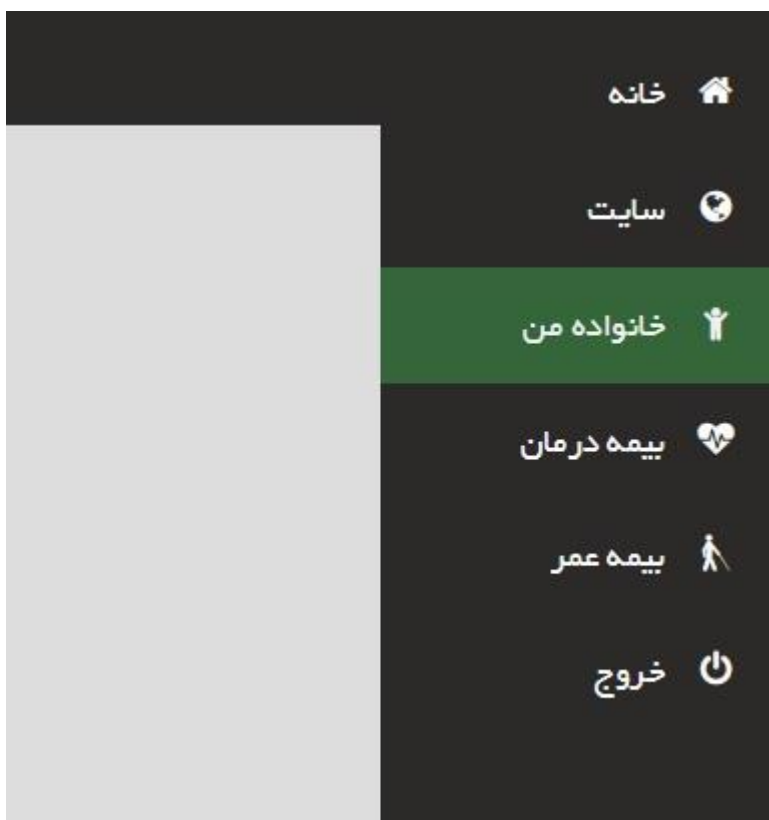 خانه
سایت
خانواده من
بیمه درمان
بیمه عمر
خروج